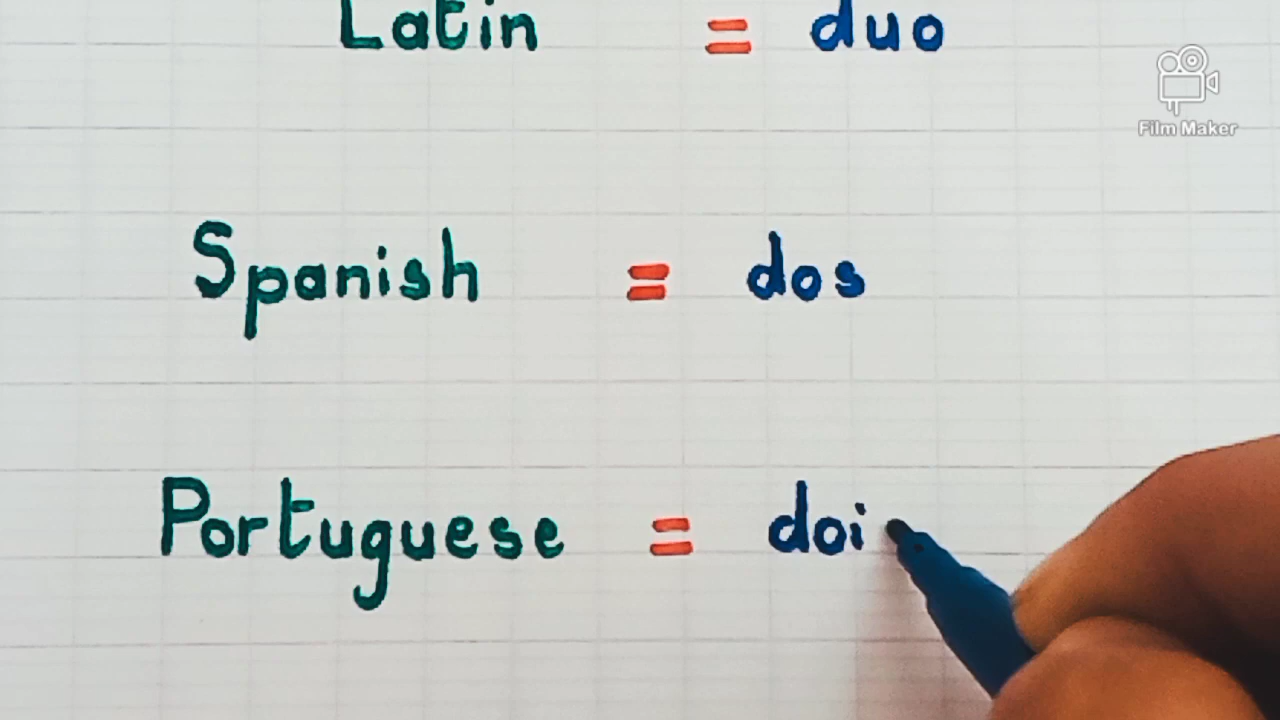 Latin = duo
Film Maker
Spanish = dos
Portuguese = doi